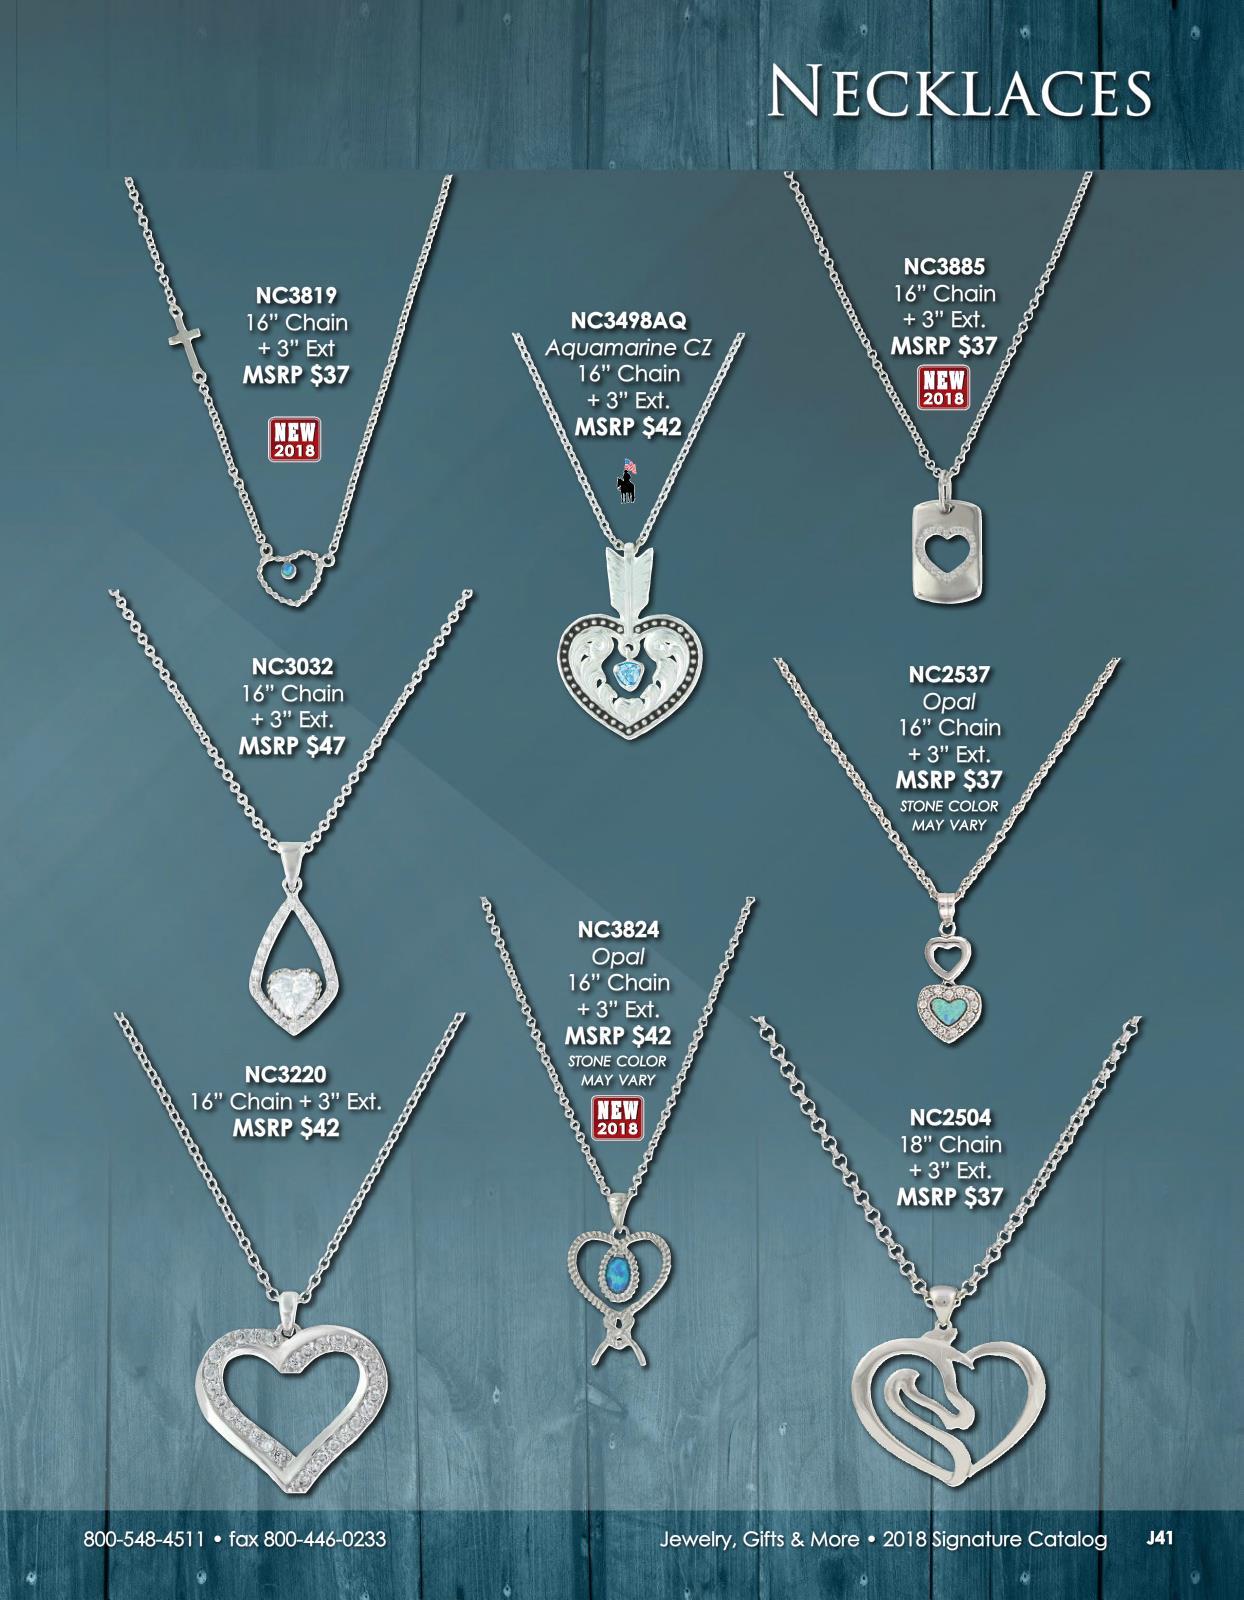 NECKLACES
NC3819
16” Chain
+ 3” Ext
MSRP $37
NEW
2018
NC3498AQ
Aquamarine CZ
16” Chain
+ 3” Ext.
MSRP $42
NC3885
16” Chain
+ 3” Ext.
MSRP $37
NEW
2018
NC3032
16” Chain
+ 3” Ext.
MSRP $47
NC2537
Opal
16” Chain
+ 3” Ext.
MSRP $37
STONE COLOR
MAY VARY
NC3824
Opal
16” Chain
+ 3” Ext.
MSRP $42
STONE COLOR
MAY VARY
NEW
2018
NC3220
16” Chain + 3” Ext.
MSRP $42
NC2504
18” Chain
+ 3” Ext.
MSRP $37
800-548-4511 • fax 800-446-0233
Jewelry, Gifts & More • 2018 Signature Catalog J41